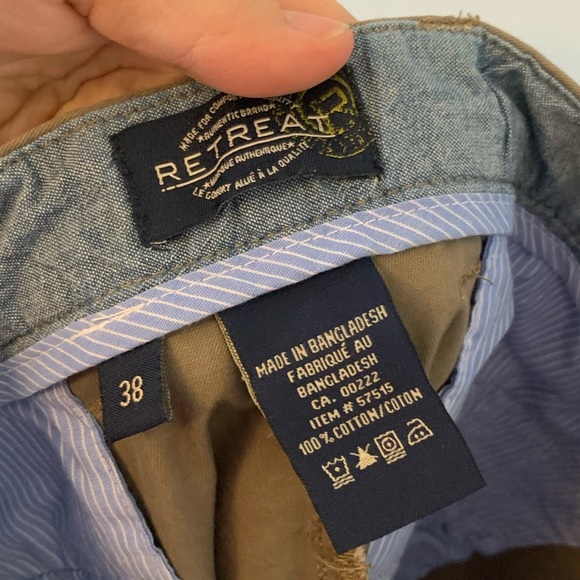 MADE FOR COMFORT
AUTHENTIC BRAND
RETREAT
MARQUE AUTHENTIQUE
LE CONFORT ALLIÉ À LA QUALITÉ
38
MADE IN BANGLADESH
FABRIQUÉ AU
BANGLADESH
CA. 00222
ITEM # 57515
100% COTTON/COTON